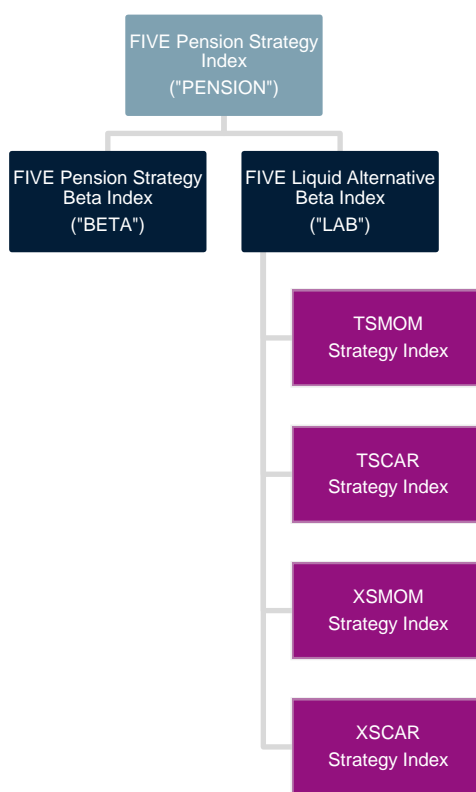 FIVE Pension Strategy
Index
("PENSION")
FIVE Pension Strategy
Beta Index
("BETA")
FIVE Liquid Alternative
Beta Index
("LAB")
TSMOM
Strategy Index
TSCAR
Strategy Index
XSMOM
Strategy Index
XSCAR
Strategy Index